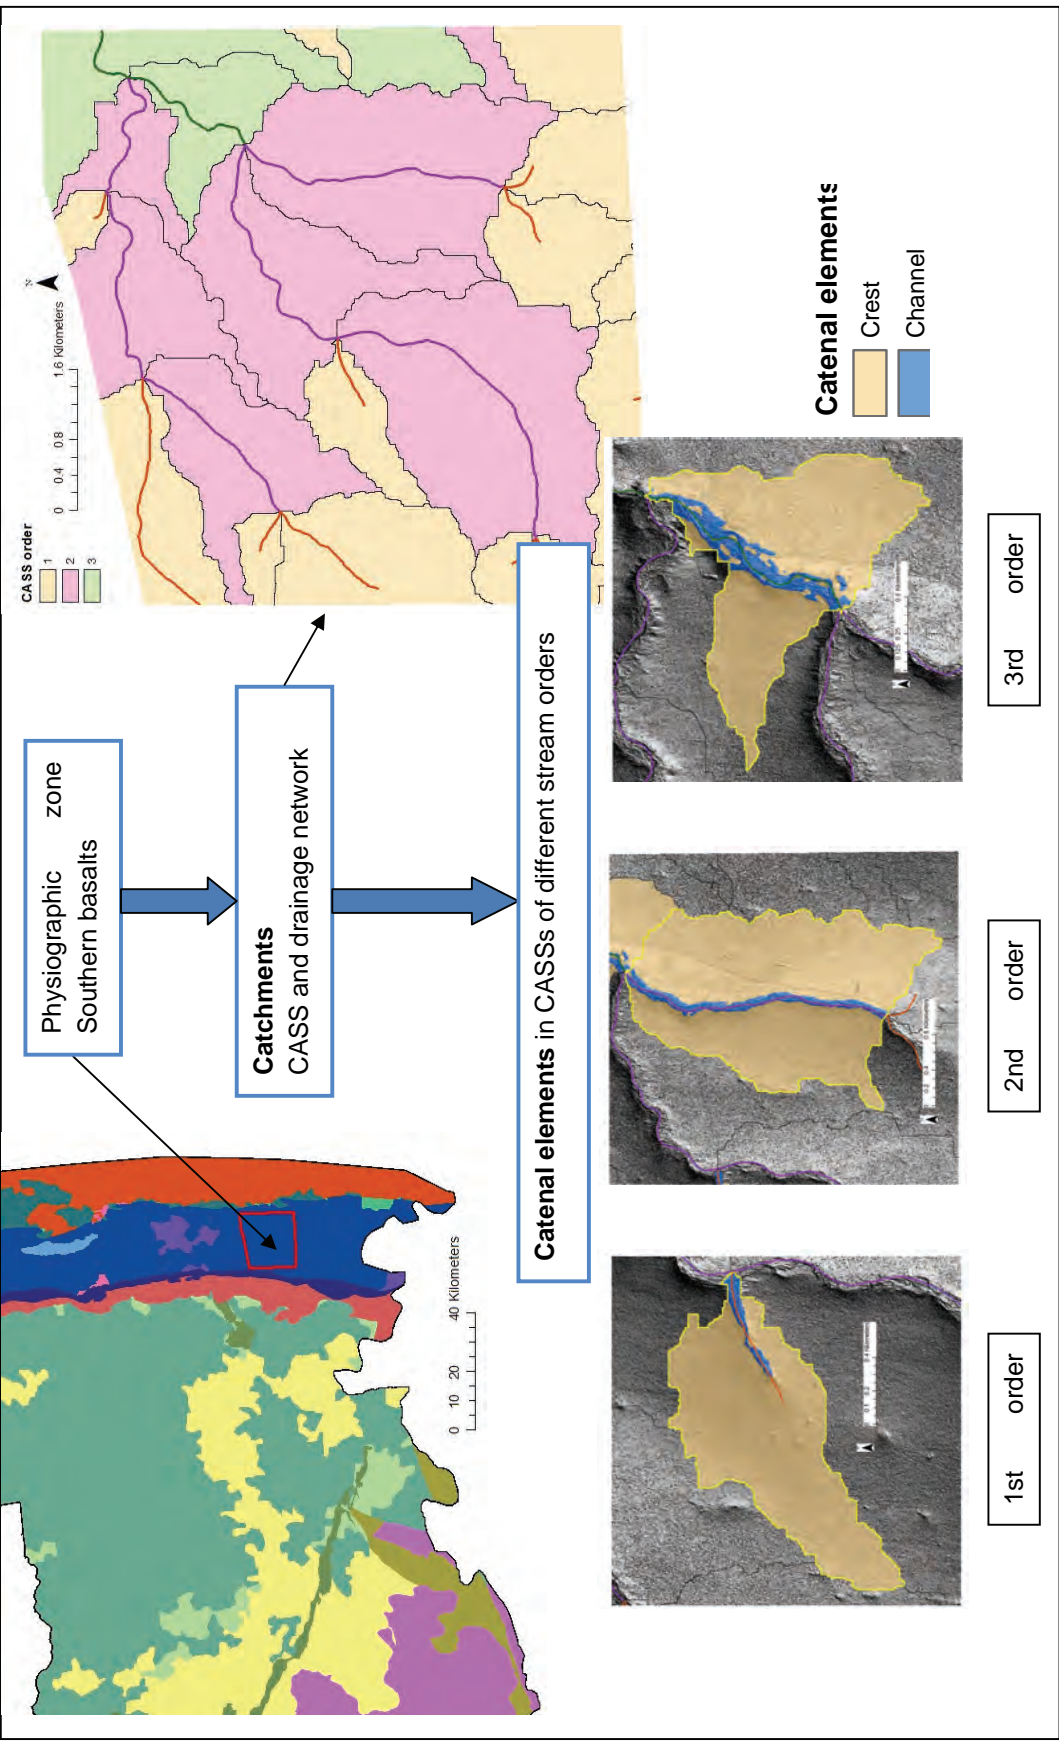 Physiographic zone
Southern basalts
Catchments
CASS and drainage network
Catenal elements in CASSs of different stream orders
0 10 20 40 Kilometers
CASS order
1
2
3
0 0.4 0.8 1.6 Kilometers
1st order
2nd order
3rd order
Catenal elements
Crest
Channel